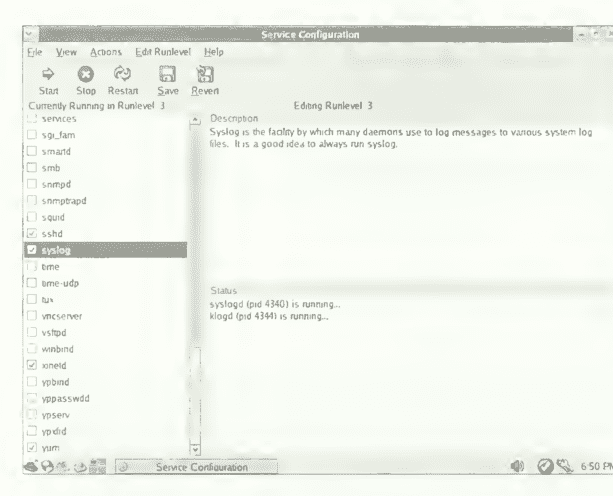 Service Configuration
File View Actions Edit Runlevel Help
Start Stop Restart Save Revert
Currently Running in Runlevel 3 Editing Runlevel 3
services
sgi_fam
smartd
smb
snmpd
snmptrapd
squid
sshd
syslog
time
time-udp
tux
vncserver
vsftpd
winbind
xinetd
ypbind
yppasswdd
ypserv
ypxfrd
yum
Description
Syslog is the facility by which many daemons use to log messages to various system log
files. It is a good idea to always run syslog.
Status
syslogd (pid 4340) is running...
klogd (pid 4344) is running...
Service Configuration 6:50 PM